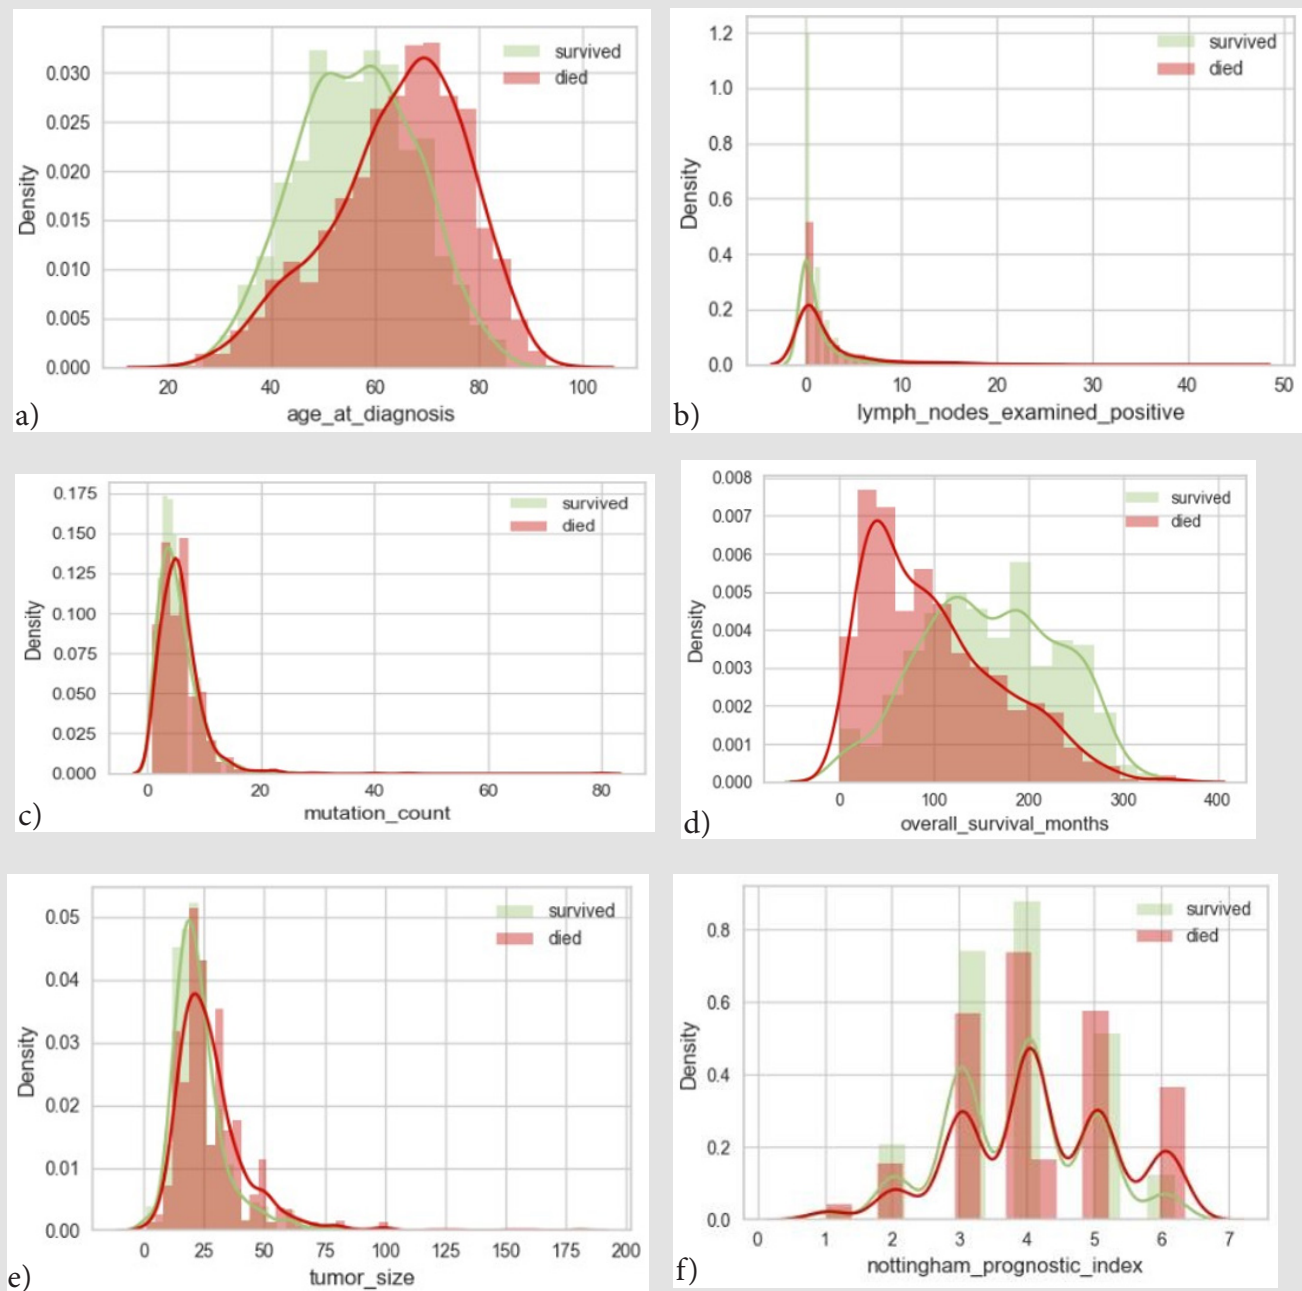 survived
died
0.030
0.025
0.020
0.015
0.010
0.005
0.000
Density
20 40 60 80 100
age_at_diagnosis
a)
survived
died
1.2
1.0
0.8
0.6
0.4
0.2
0.0
Density
0 10 20 30 40 50
lymph_nodes_examined_positive
b)
survived
died
0.175
0.150
0.125
0.100
0.075
0.050
0.025
0.000
Density
0 20 40 60 80
mutation_count
c)
survived
died
0.008
0.007
0.006
0.005
0.004
0.003
0.002
0.001
0.000
Density
0 100 200 300 400
overall_survival_months
d)
survived
died
0.05
0.04
0.03
0.02
0.01
0.00
Density
0 25 50 75 100 125 150 175 200
tumor_size
e)
survived
died
0.8
0.6
0.4
0.2
0.0
Density
0 1 2 3 4 5 6 7
nottingham_prognostic_index
f)